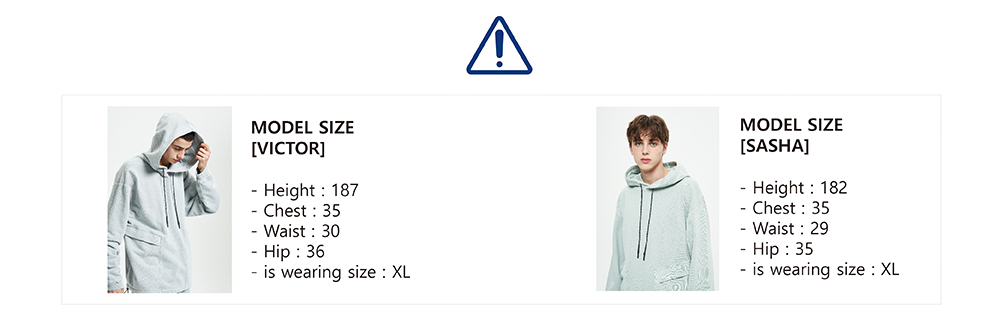 MODEL SIZE
[VICTOR]
- Height : 187
- Chest : 35
- Waist : 30
- Hip : 36
- is wearing size : XL
MODEL SIZE
[SASHA]
- Height : 182
- Chest : 35
- Waist : 29
- Hip : 35
- is wearing size : XL